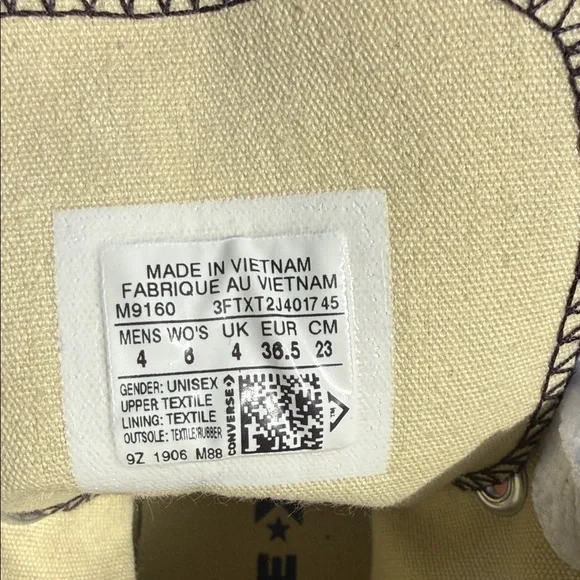 MADE IN VIETNAM
FABRIQUE AU VIETNAM
M9160 3FTXT2J401745
MENS WO'S UK EUR CM
4 6 4 36.5 23
GENDER: UNISEX
UPPER TEXTILE
LINING: TEXTILE
OUTSOLE: TEXTILE/RUBBER
CONVERSE
TM
9Z 1906 M88